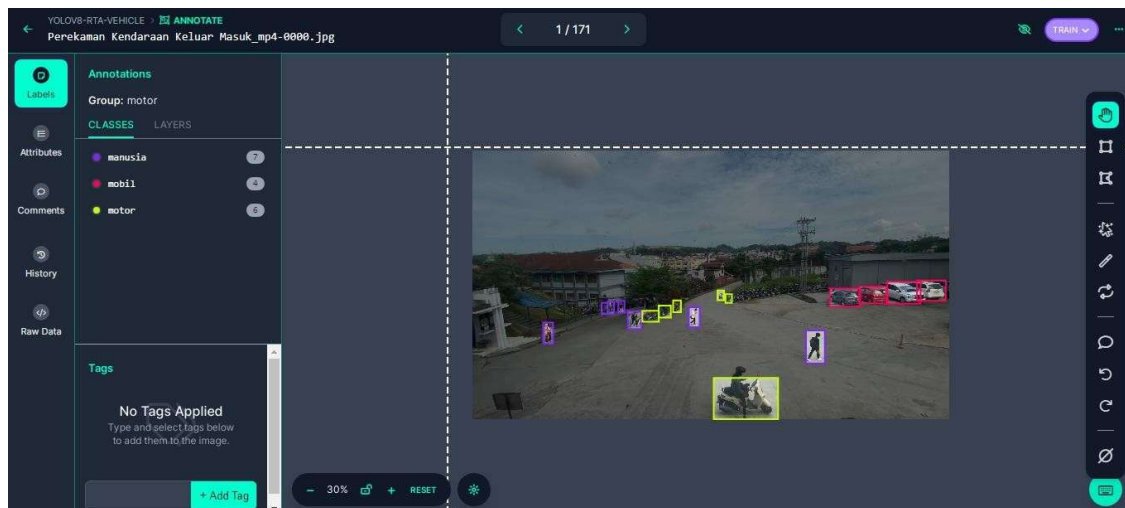 YOLOV8-RTA-VEHICLE > ANNOTATE
Perekaman Kendaraan Keluar Masuk_mp4-0000.jpg
< 1 / 171 >
TRAIN
Labels
Attributes
Comments
History
Raw Data
Annotations
Group: motor
CLASSES LAYERS
manusia 7
mobil 4
motor 6
Tags
No Tags Applied
Type and select tags below
to add them to the image.
+ Add Tag
- 30% + RESET